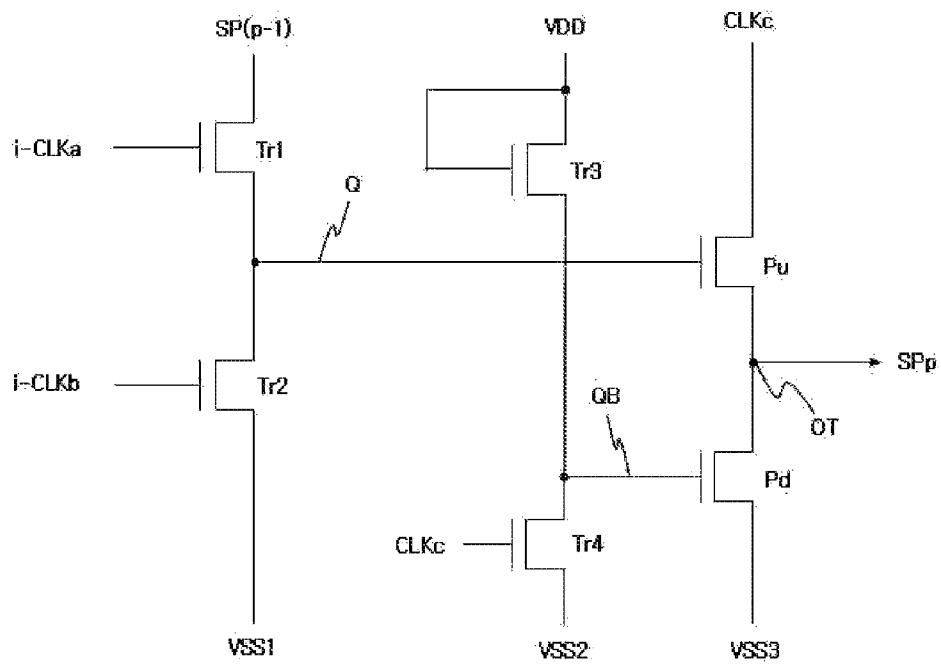 SP(p-1)
VDD
CLKc
i-CLKa
Tr1
Tr3
Q
Pu
i-CLKb
Tr2
SPp
QB
OT
Pd
CLKc
Tr4
VSS1
VSS2
VSS3